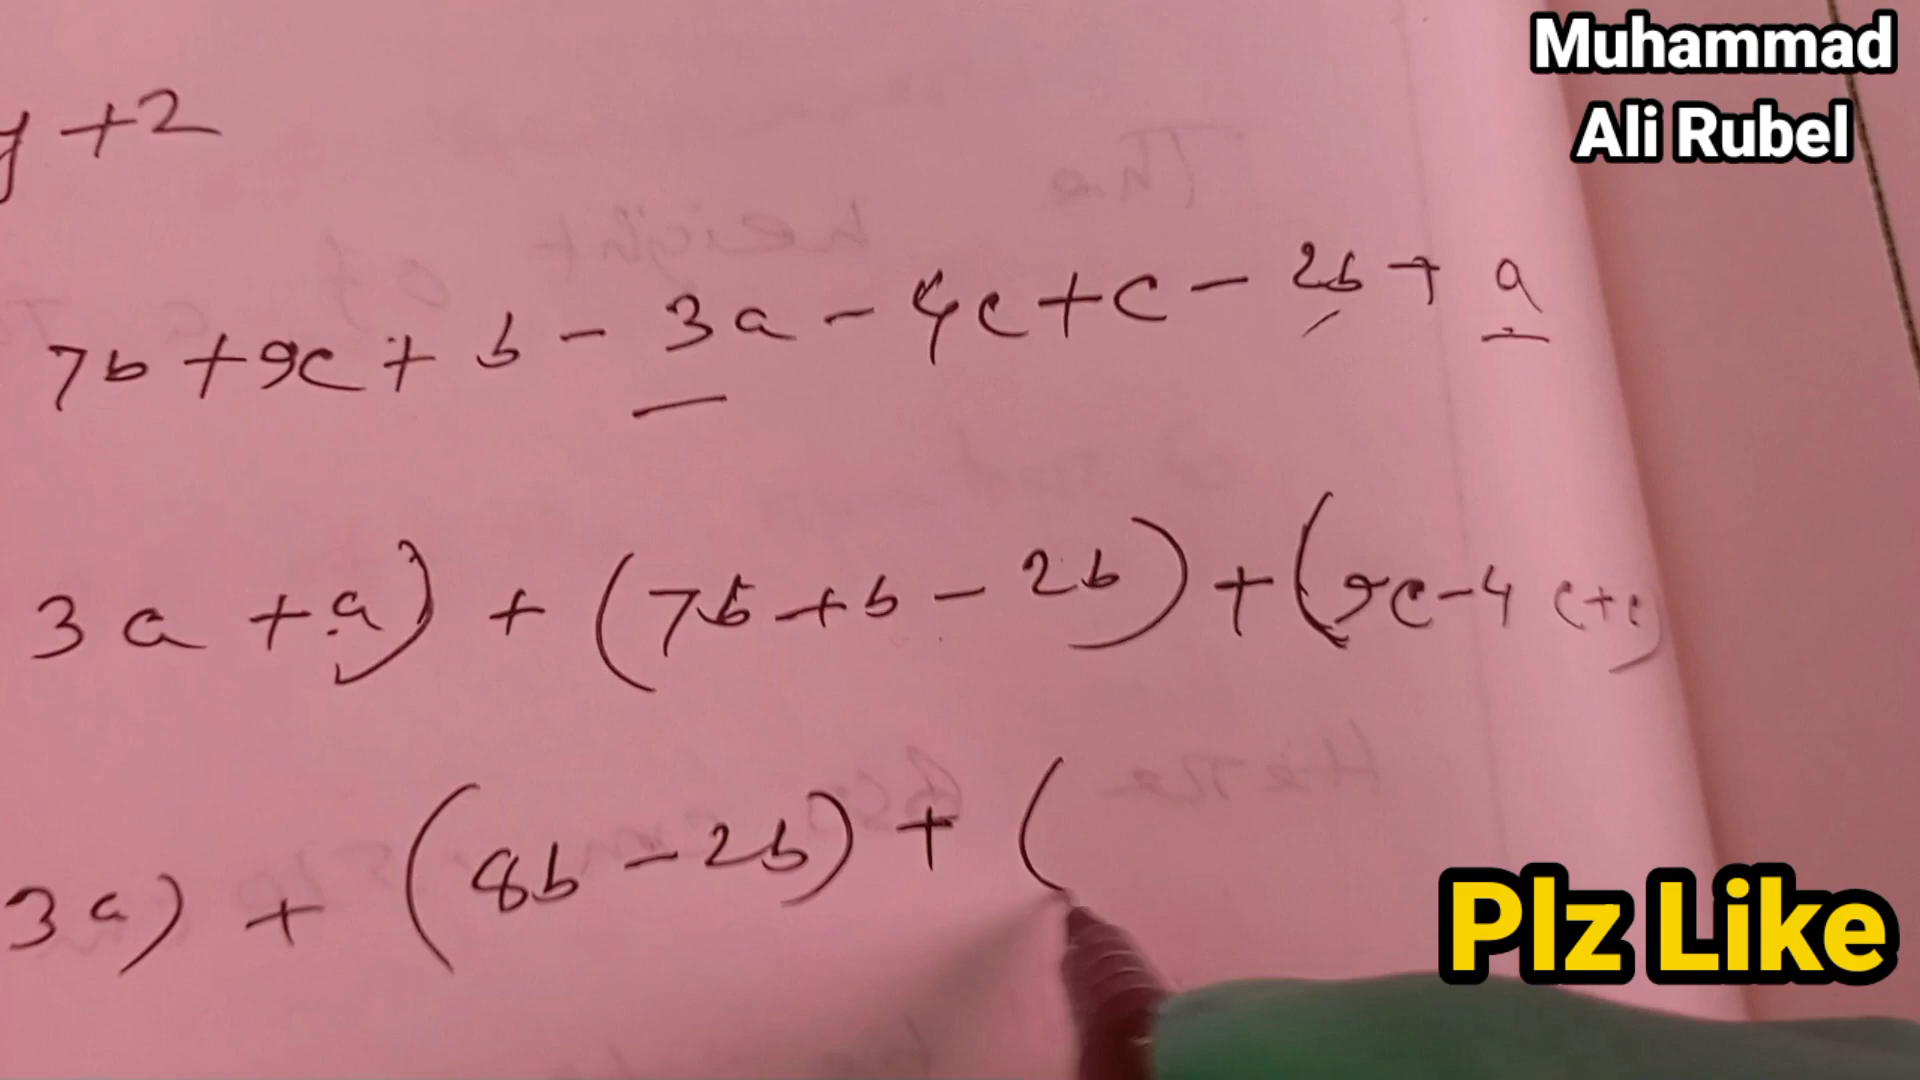 Muhammad
Ali Rubel
y +2
7b + 9c + b - 3a - 4c + c - 2b + a
3a + a) + (7b + b - 2b) + (9c - 4c + c)
3a) + (8b - 2b) + (
Plz Like